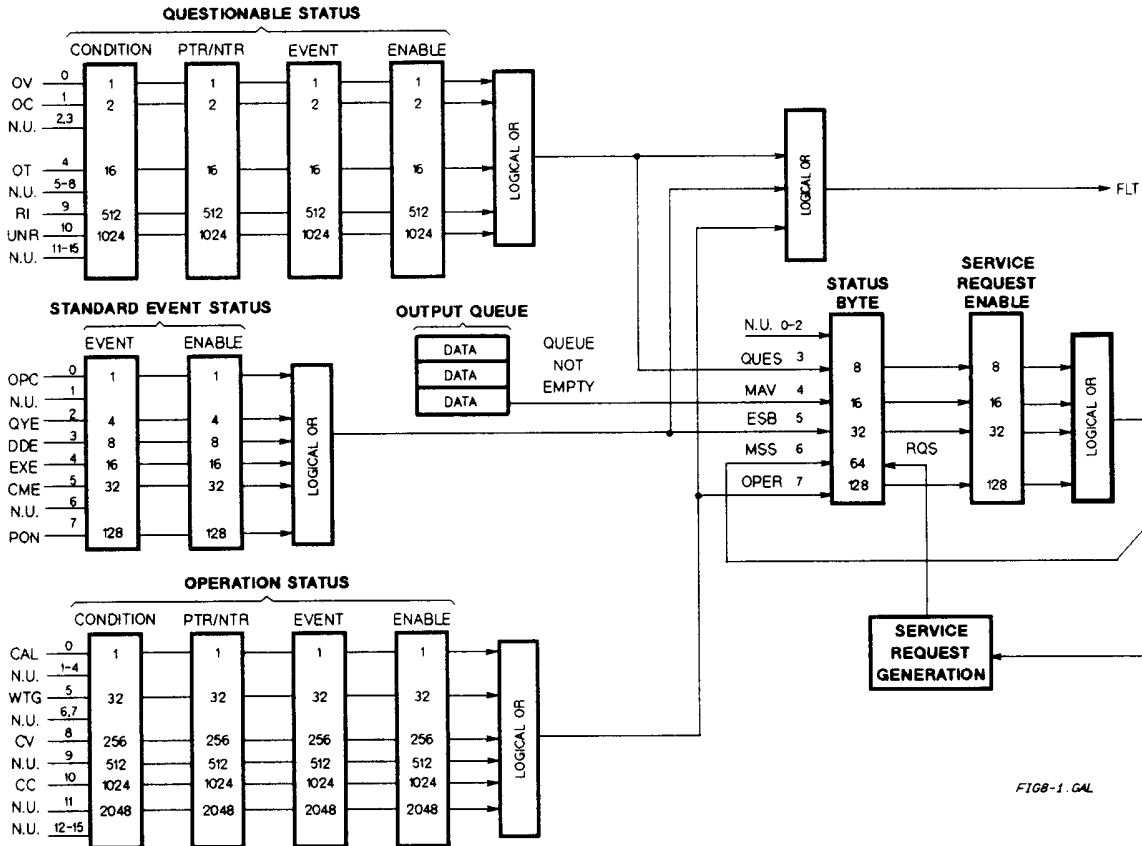 QUESTIONABLE STATUS
CONDITION PTR/NTR EVENT ENABLE
OV 0 1 1 1 1
OC 1 2 2 2 2
N.U. 2,3
OT 4 16 16 16 16
N.U. 5-8
RI 9 512 512 512 512
UNR 10 1024 1024 1024 1024
N.U. 11-15
LOGICAL OR
LOGICAL OR
FLT
STANDARD EVENT STATUS
EVENT ENABLE
OPC 0 1 1
N.U. 1
QYE 2 4 4
DDE 3 8 8
EXE 4 16 16
CME 5 32 32
N.U. 6
PON 7 128 128
LOGICAL OR
OUTPUT QUEUE
DATA
DATA
DATA
QUEUE
NOT
EMPTY
STATUS
BYTE
SERVICE
REQUEST
ENABLE
N.U. 0-2
QUES 3 8 8
MAV 4 16 16
ESB 5 32 32
MSS 6 64
RQS
OPER 7 128 128
LOGICAL OR
SERVICE
REQUEST
GENERATION
OPERATION STATUS
CONDITION PTR/NTR EVENT ENABLE
CAL 0 1 1 1 1
N.U. 1-4
WTG 5 32 32 32 32
N.U. 6,7
CV 8 256 256 256 256
N.U. 9 512 512 512 512
CC 10 1024 1024 1024 1024
N.U. 11 2048 2048 2048 2048
N.U. 12-15
LOGICAL OR
FIG8-1.GAL